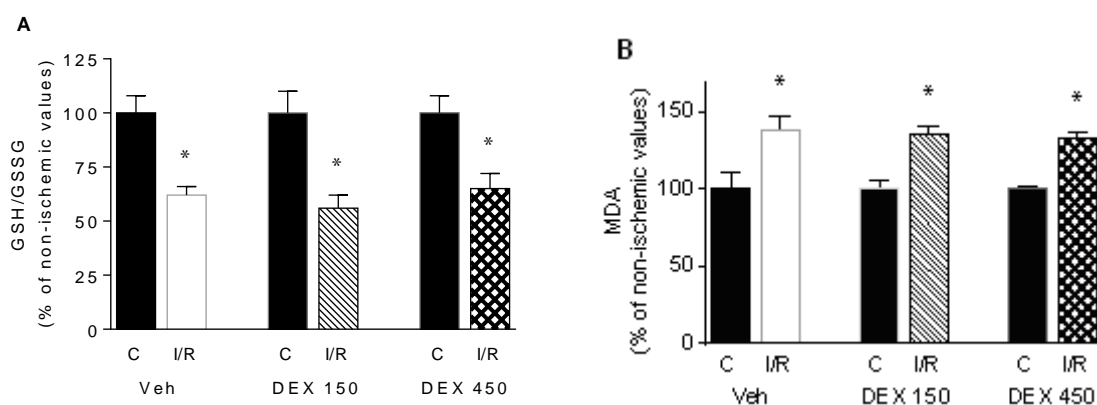 A
GSH/GSSG
(% of non-ischemic values)
125
100
75
50
25
0
*
*
*
C I/R C I/R C I/R
Veh DEX 150 DEX 450
B
MDA
(% of non-ischemic values)
150
100
50
0
*
*
*
C I/R C I/R C I/R
Veh DEX 150 DEX 450